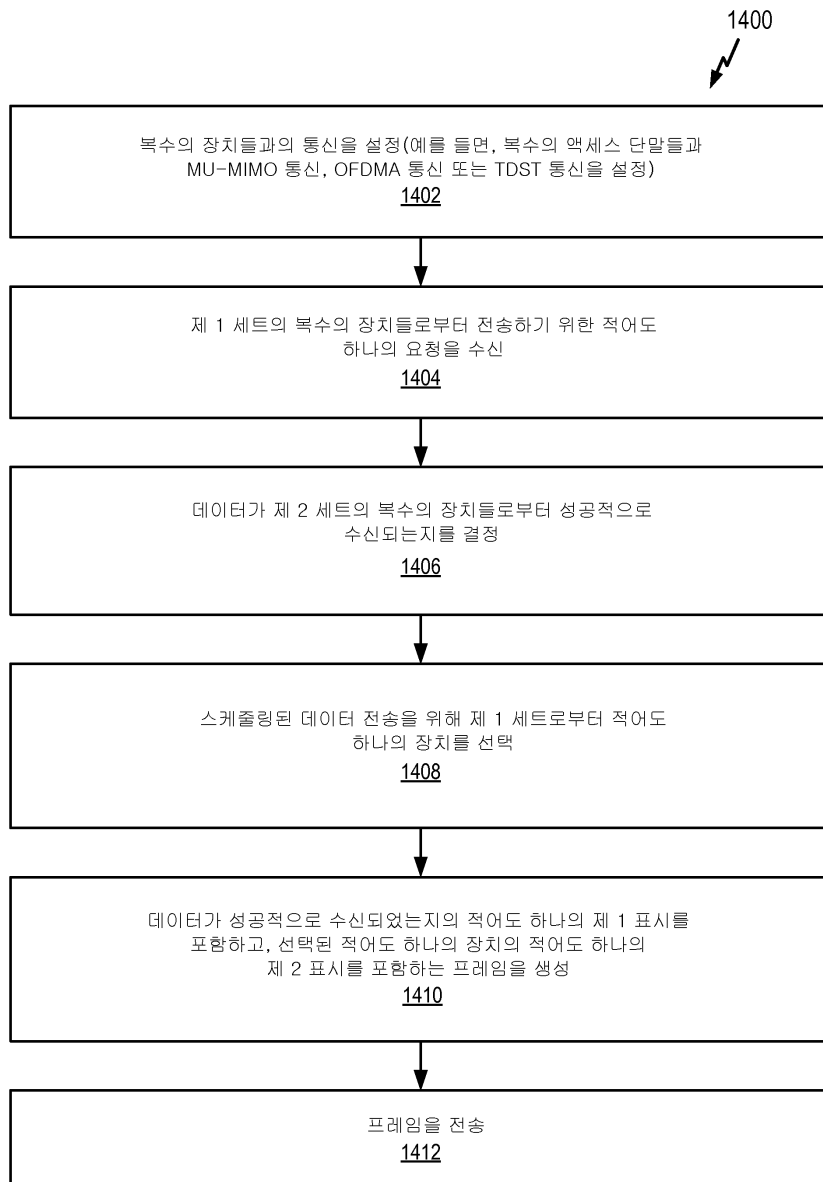 1400
복수의 장치들과의 통신을 설정(예를 들면, 복수의 액세스 단말들과
MU-MIMO 통신, OFDMA 통신 또는 TDST 통신을 설정)
1402
제 1 세트의 복수의 장치들로부터 전송하기 위한 적어도
하나의 요청을 수신
1404
데이터가 제 2 세트의 복수의 장치들로부터 성공적으로
수신되는지를 결정
1406
스케줄링된 데이터 전송을 위해 제 1 세트로부터 적어도
하나의 장치를 선택
1408
데이터가 성공적으로 수신되었는지의 적어도 하나의 제 1 표시를
포함하고, 선택된 적어도 하나의 장치의 적어도 하나의
제 2 표시를 포함하는 프레임을 생성
1410
프레임을 전송
1412